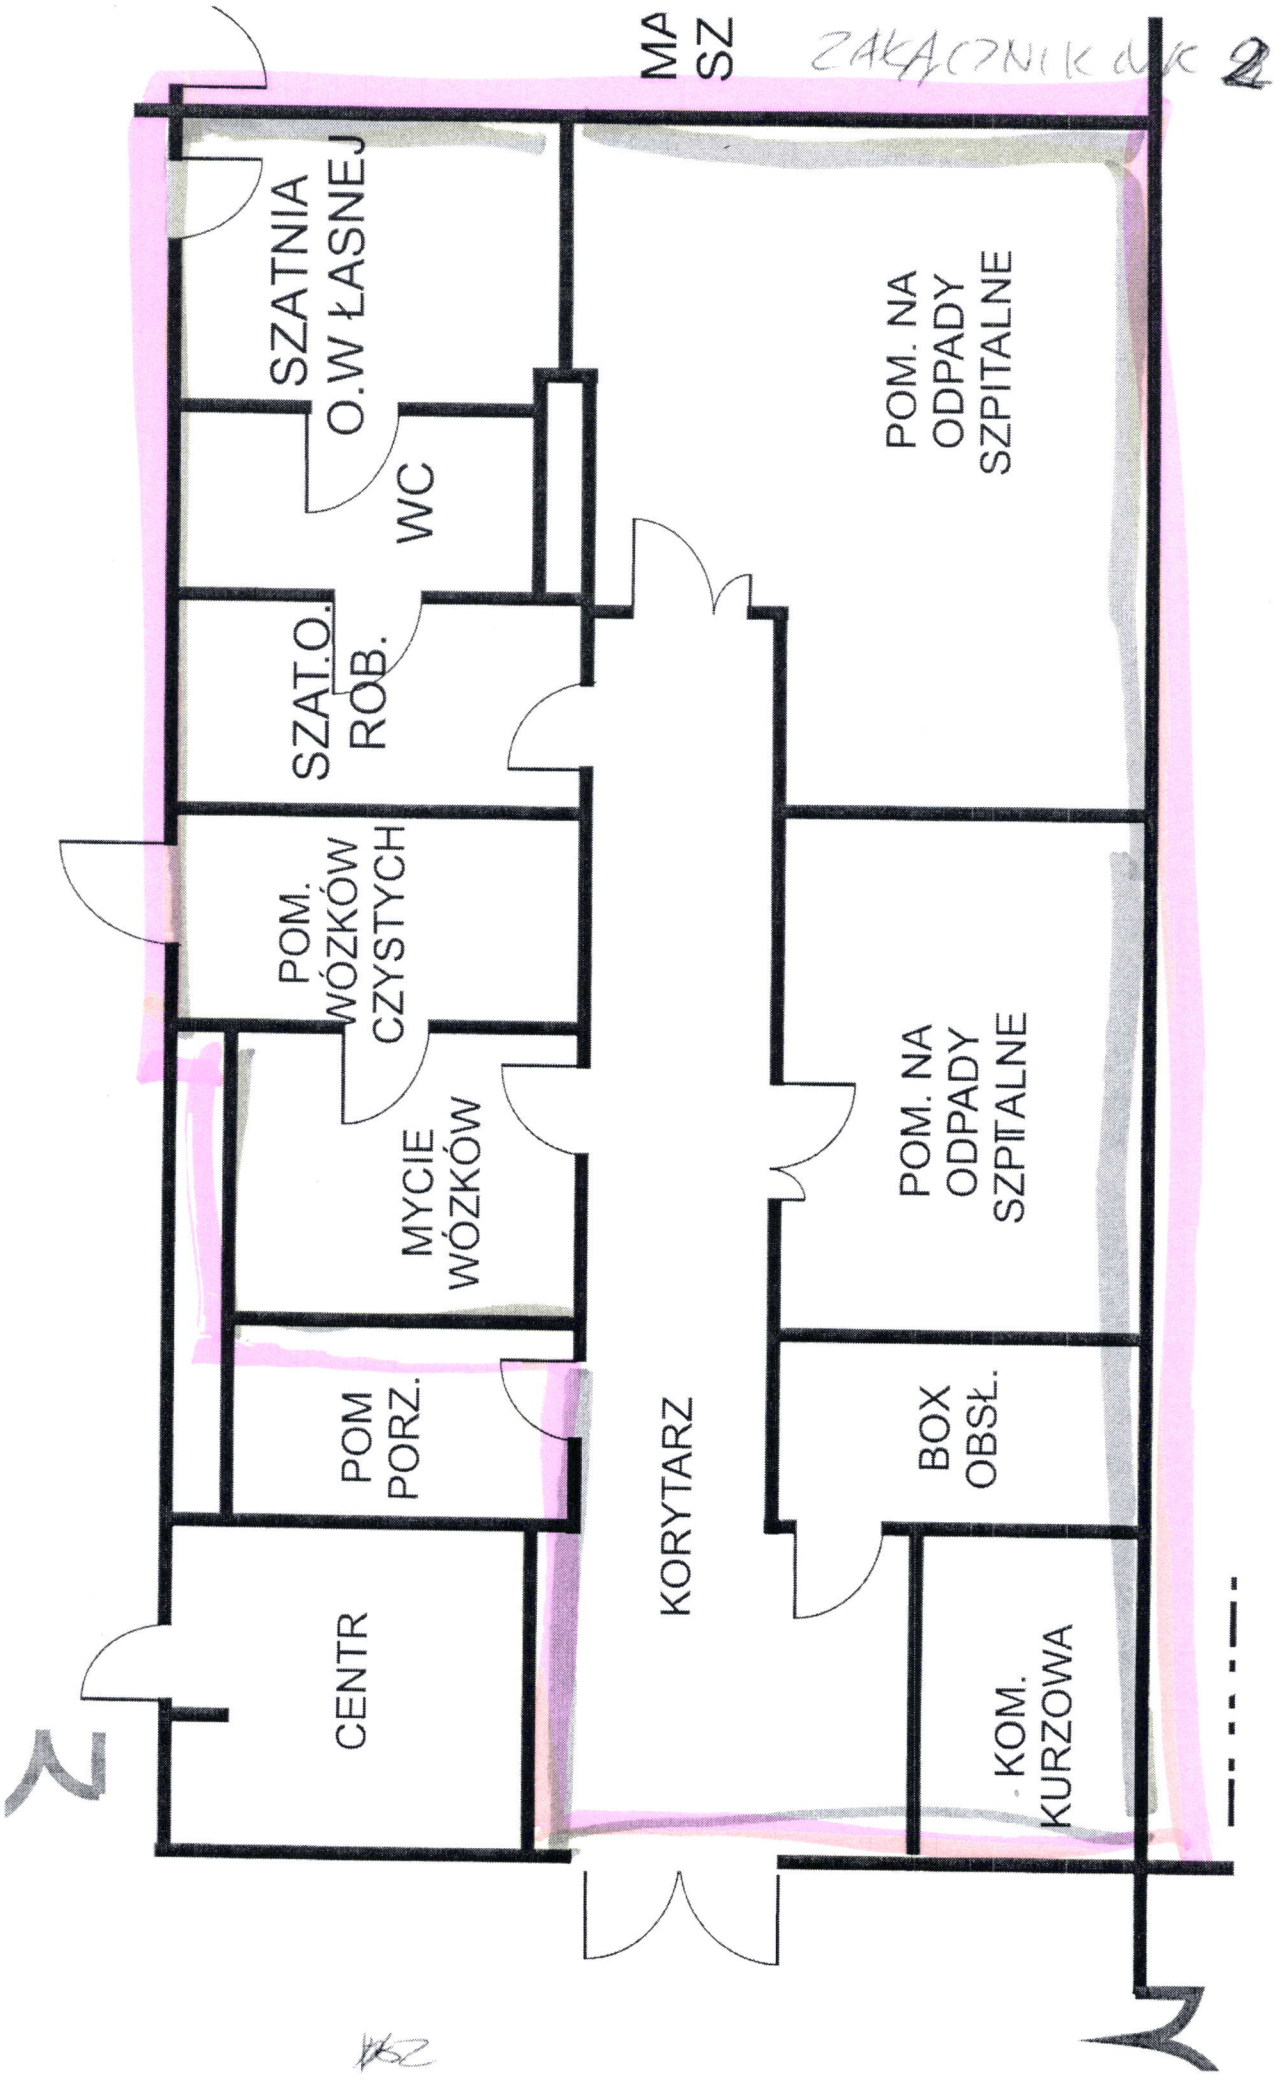 ZAŁĄCZNIK NR 2
MA
SZ
SZATNIA
O.W ŁASNEJ
WC
SZAT.O.
ROB.
POM.
WÓZKÓW
CZYSTYCH
MYCIE
WÓZKÓW
POM
PORZ.
CENTR
KORYTARZ
POM. NA
ODPADY
SZPITALNE
POM. NA
ODPADY
SZPITALNE
BOX
OBSŁ.
KOM.
KURZOWA